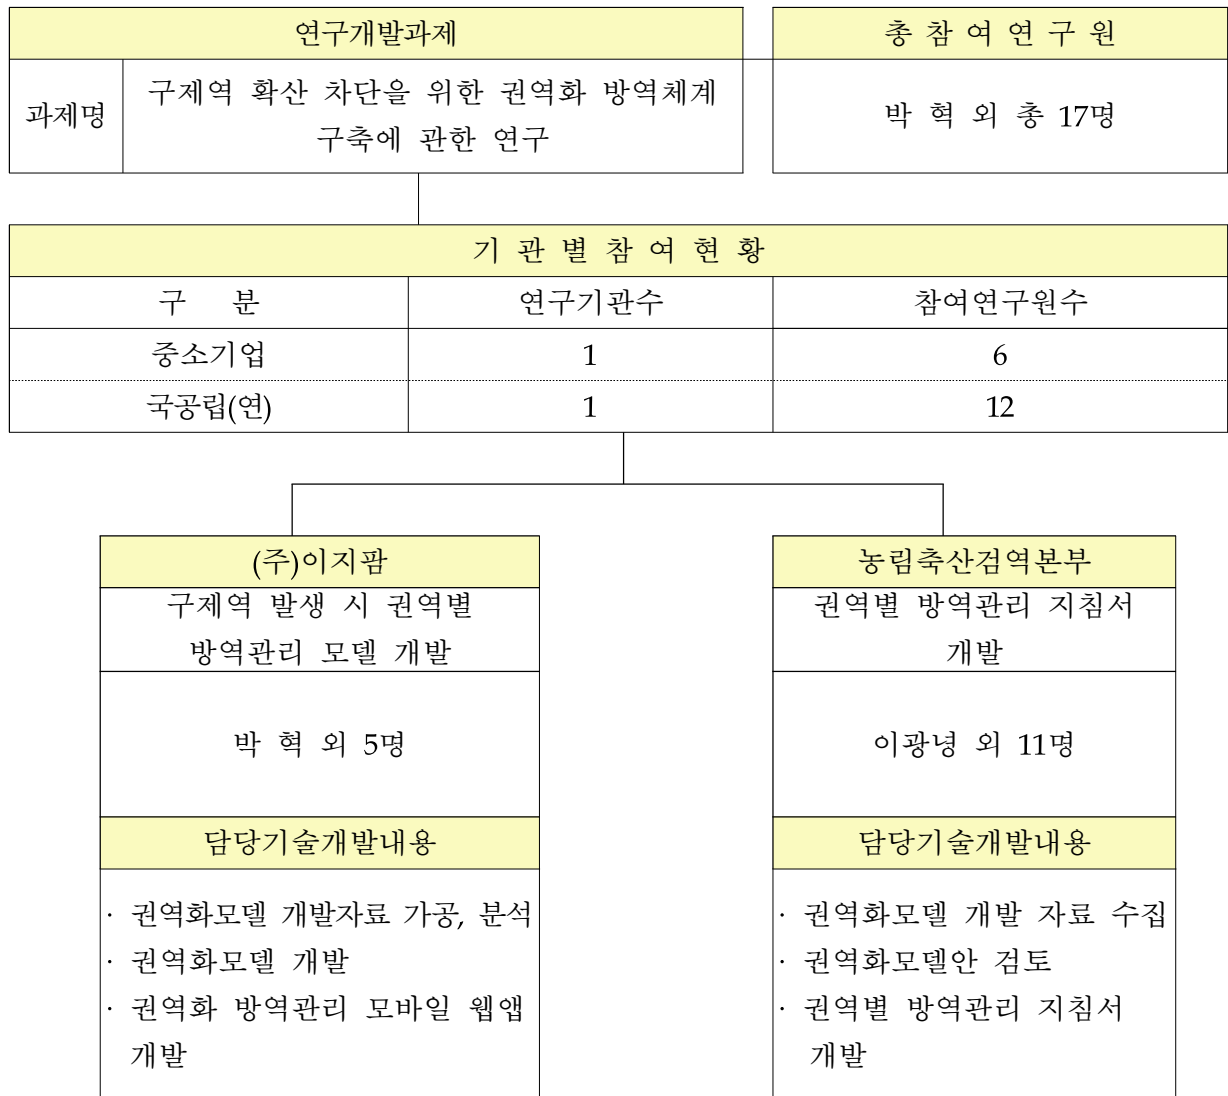 연구개발과제
총 참 여 연 구 원
과제명
구제역 확산 차단을 위한 권역화 방역체계
구축에 관한 연구
박 혁 외 총 17명
기 관 별 참 여 현 황
구 분 연구기관수 참여연구원수
중소기업 1 6
국공립(연) 1 12
(주)이지팜
구제역 발생 시 권역별
방역관리 모델 개발
박 혁 외 5명
담당기술개발내용
· 권역화모델 개발자료 가공, 분석
· 권역화모델 개발
· 권역화 방역관리 모바일 웹앱
개발
농림축산검역본부
권역별 방역관리 지침서
개발
이광녕 외 11명
담당기술개발내용
· 권역화모델 개발 자료 수집
· 권역화모델안 검토
· 권역별 방역관리 지침서
개발